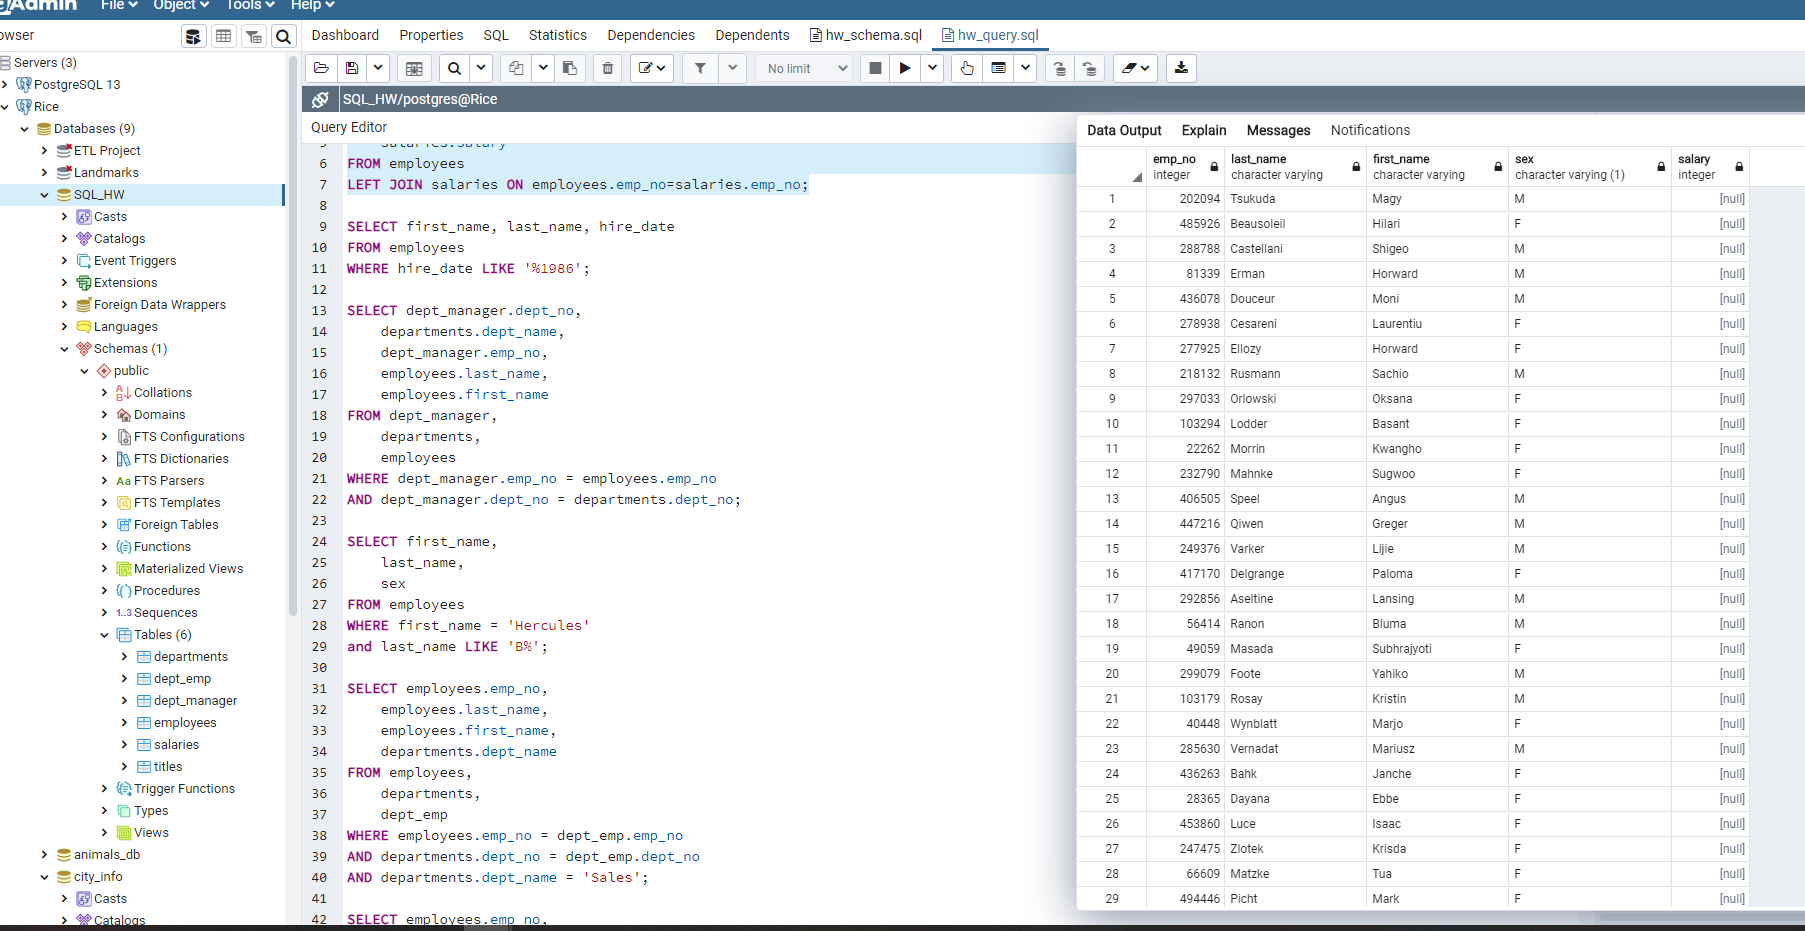 gAdmin File Object Tools Help
owser Dashboard Properties SQL Statistics Dependencies Dependents hw_schema.sql hw_query.sql
No limit
SQL_HW/postgres@Rice
Query Editor
Servers (3)
PostgreSQL 13
Rice
Databases (9)
ETL Project
Landmarks
SQL_HW
Casts
Catalogs
Event Triggers
Extensions
Foreign Data Wrappers
Languages
Schemas (1)
public
Collations
Domains
FTS Configurations
FTS Dictionaries
Aa FTS Parsers
FTS Templates
Foreign Tables
Functions
Materialized Views
Procedures
1..3 Sequences
Tables (6)
departments
dept_emp
dept_manager
employees
salaries
titles
Trigger Functions
Types
Views
animals_db
city_info
Casts
Catalogs
5 salaries.salary
6 FROM employees
7 LEFT JOIN salaries ON employees.emp_no=salaries.emp_no;
8
9 SELECT first_name, last_name, hire_date
10 FROM employees
11 WHERE hire_date LIKE '%1986';
12
13 SELECT dept_manager.dept_no,
14 departments.dept_name,
15 dept_manager.emp_no,
16 employees.last_name,
17 employees.first_name
18 FROM dept_manager,
19 departments,
20 employees
21 WHERE dept_manager.emp_no = employees.emp_no
22 AND dept_manager.dept_no = departments.dept_no;
23
24 SELECT first_name,
25 last_name,
26 sex
27 FROM employees
28 WHERE first_name = 'Hercules'
29 and last_name LIKE 'B%';
30
31 SELECT employees.emp_no,
32 employees.last_name,
33 employees.first_name,
34 departments.dept_name
35 FROM employees,
36 departments,
37 dept_emp
38 WHERE employees.emp_no = dept_emp.emp_no
39 AND departments.dept_no = dept_emp.dept_no
40 AND departments.dept_name = 'Sales';
41
42 SELECT employees.emp_no,
Data Output Explain Messages Notifications
emp_no last_name first_name sex salary
integer character varying character varying character varying (1) integer
1 202094 Tsukuda Magy M [null]
2 485926 Beausoleil Hilari F [null]
3 288788 Castellani Shigeo M [null]
4 81339 Erman Horward M [null]
5 436078 Douceur Moni M [null]
6 278938 Cesareni Laurentiu F [null]
7 277925 Ellozy Horward F [null]
8 218132 Rusmann Sachio M [null]
9 297033 Orlowski Oksana F [null]
10 103294 Lodder Basant F [null]
11 22262 Morrin Kwangho F [null]
12 232790 Mahnke Sugwoo F [null]
13 406505 Speel Angus M [null]
14 447216 Qiwen Greger M [null]
15 249376 Varker Lijie M [null]
16 417170 Delgrange Paloma F [null]
17 292856 Aseltine Lansing M [null]
18 56414 Ranon Bluma M [null]
19 49059 Masada Subhrajyoti F [null]
20 299079 Foote Yahiko M [null]
21 103179 Rosay Kristin M [null]
22 40448 Wynblatt Marjo F [null]
23 285630 Vernadat Mariusz M [null]
24 436263 Bahk Janche F [null]
25 28365 Dayana Ebbe F [null]
26 453860 Luce Isaac F [null]
27 247475 Zlotek Krisda F [null]
28 66609 Matzke Tua F [null]
29 494446 Picht Mark F [null]